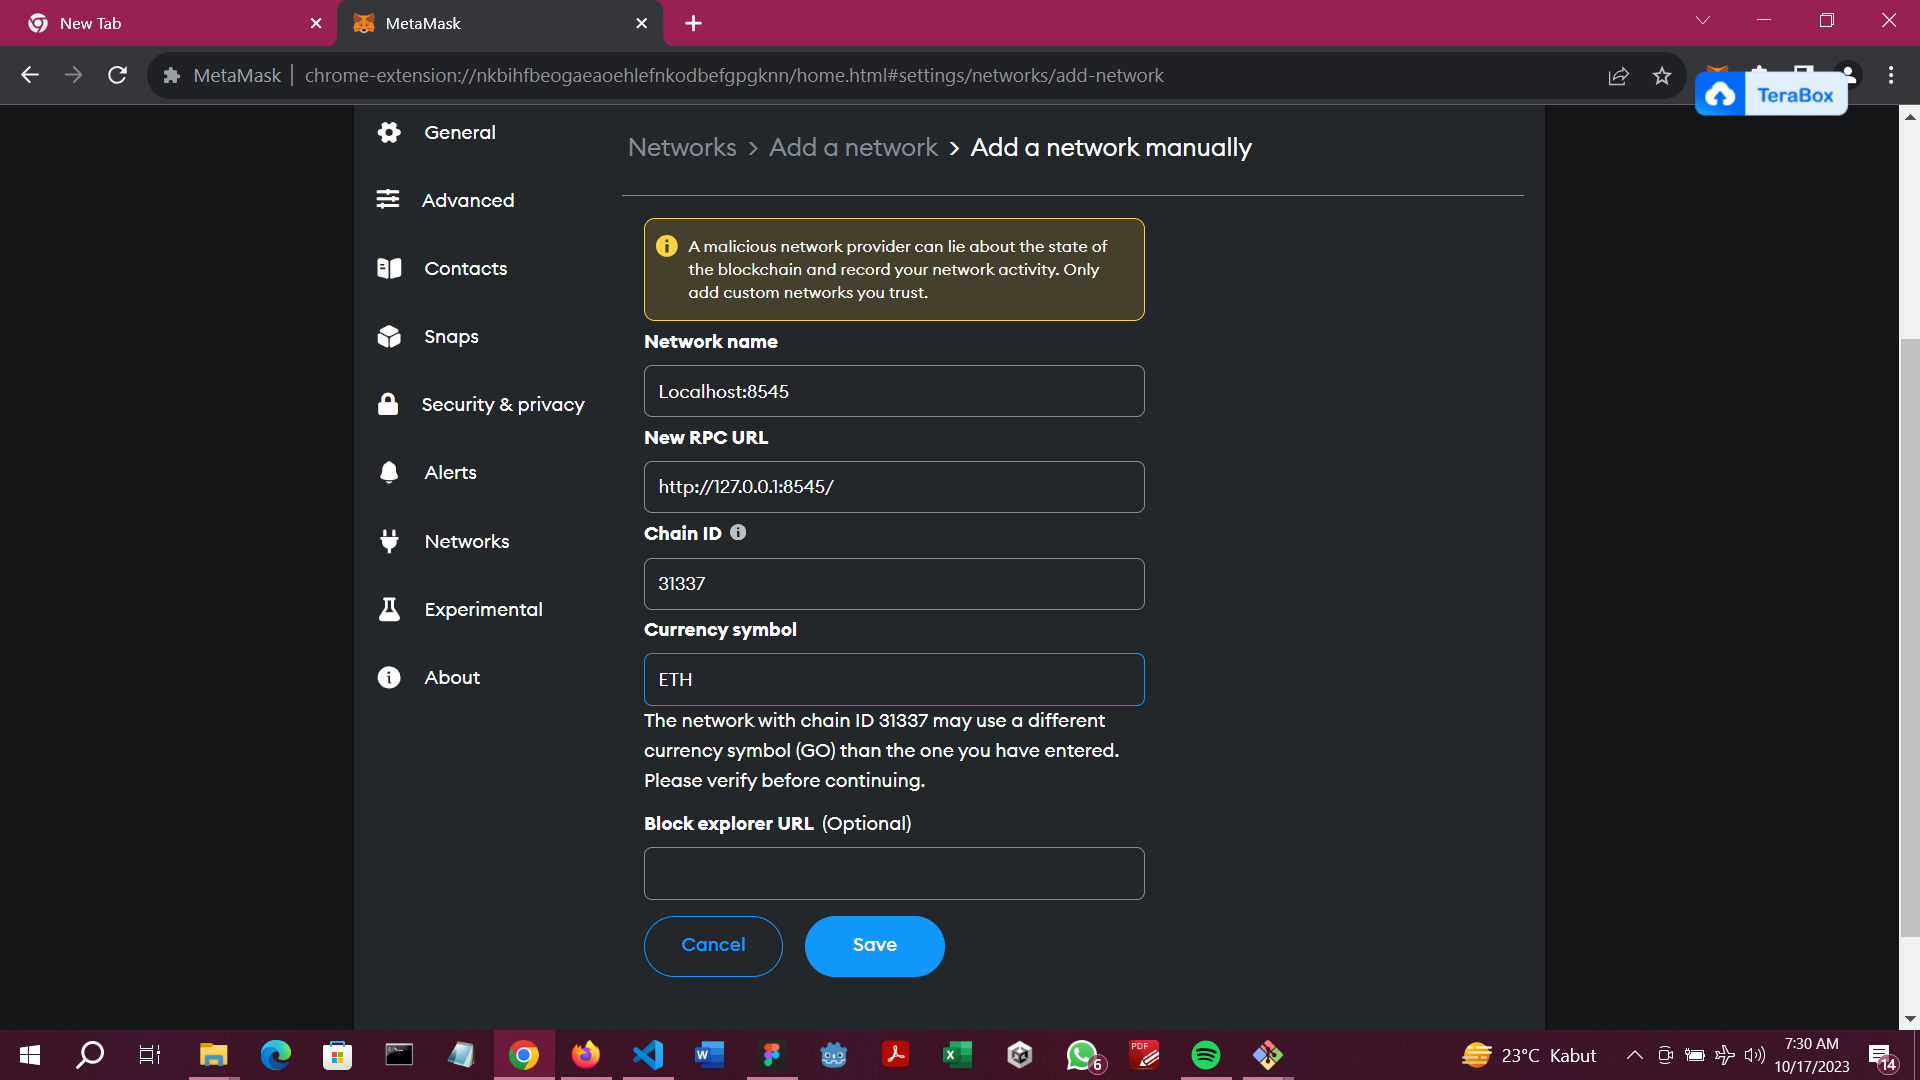 New Tab
MetaMask
MetaMask
chrome-extension://nkbihfbeogaeaoehlefnkodbefgpgknn/home.html#settings/networks/add-network
TeraBox
General
Advanced
Contacts
Snaps
Security & privacy
Alerts
Networks
Experimental
About
Networks > Add a network > Add a network manually
A malicious network provider can lie about the state of
the blockchain and record your network activity. Only
add custom networks you trust.
Network name
Localhost:8545
New RPC URL
http://127.0.0.1:8545/
Chain ID
31337
Currency symbol
ETH
The network with chain ID 31337 may use a different
currency symbol (GO) than the one you have entered.
Please verify before continuing.
Block explorer URL (Optional)
Cancel
Save
PDF
6
23°C Kabut
7:30 AM
10/17/2023
14